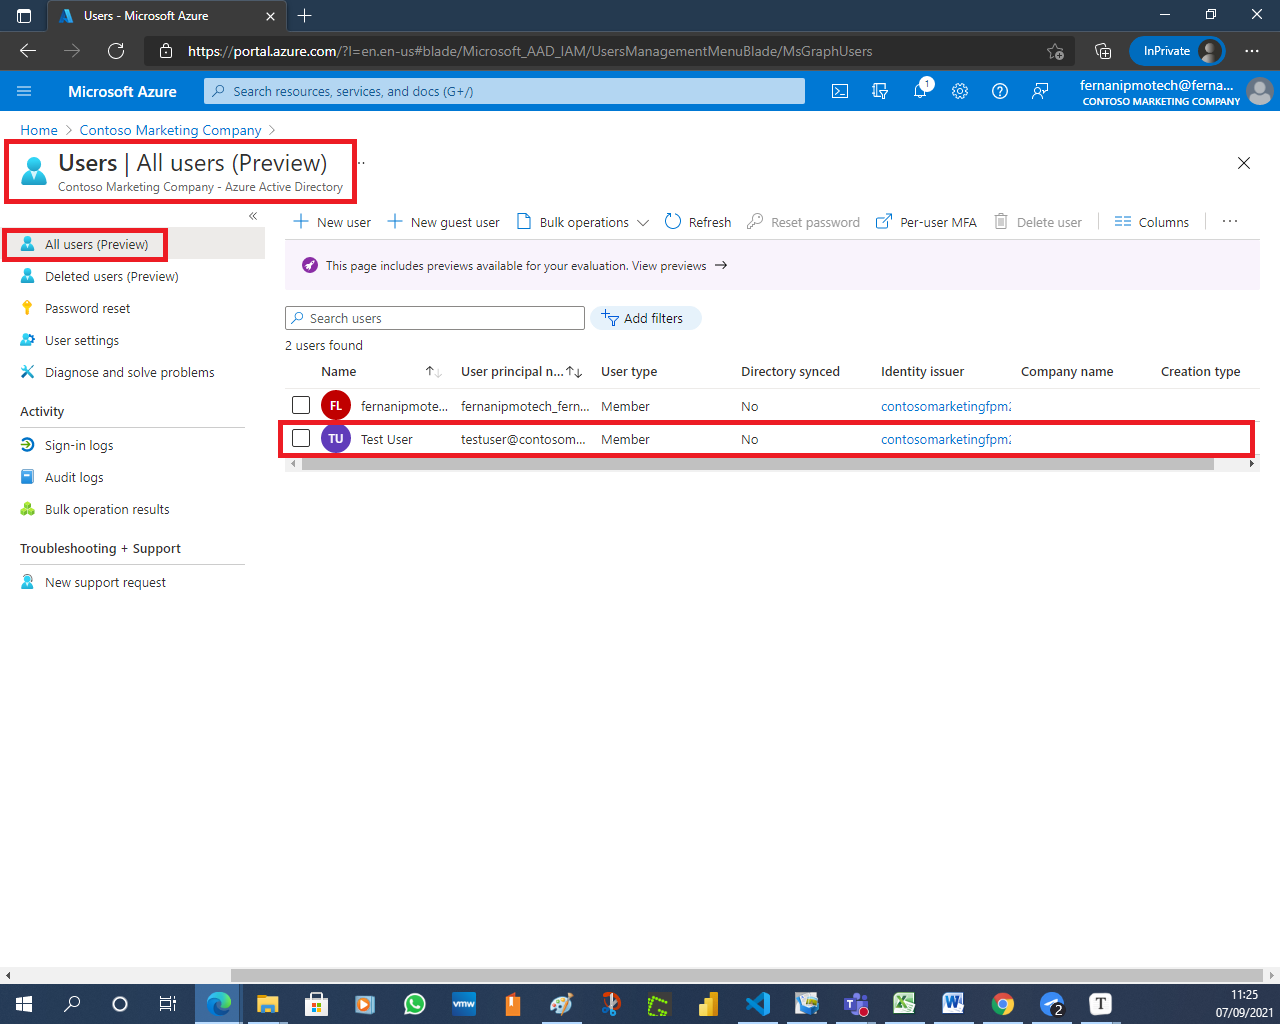 Users - Microsoft Azure
https://portal.azure.com/?l=en.en-us#blade/Microsoft_AAD_IAM/UsersManagementMenuBlade/MsGraphUsers
InPrivate
Microsoft Azure
Search resources, services, and docs (G+/)
1
fernanipmotech@ferna...
CONTOSO MARKETING COMPANY
Home > Contoso Marketing Company >
Users | All users (Preview)
Contoso Marketing Company - Azure Active Directory
All users (Preview)
Deleted users (Preview)
Password reset
User settings
Diagnose and solve problems
Activity
Sign-in logs
Audit logs
Bulk operation results
Troubleshooting + Support
New support request
New user
New guest user
Bulk operations
Refresh
Reset password
Per-user MFA
Delete user
Columns
This page includes previews available for your evaluation. View previews →
Search users
Add filters
2 users found
Name User principal n... User type Directory synced Identity issuer Company name Creation type
FL fernanipmote... fernanipmotech_fern... Member No contosomarketingfpm2
TU Test User testuser@contosom... Member No contosomarketingfpm2
vmw
2
T
11:25
07/09/2021